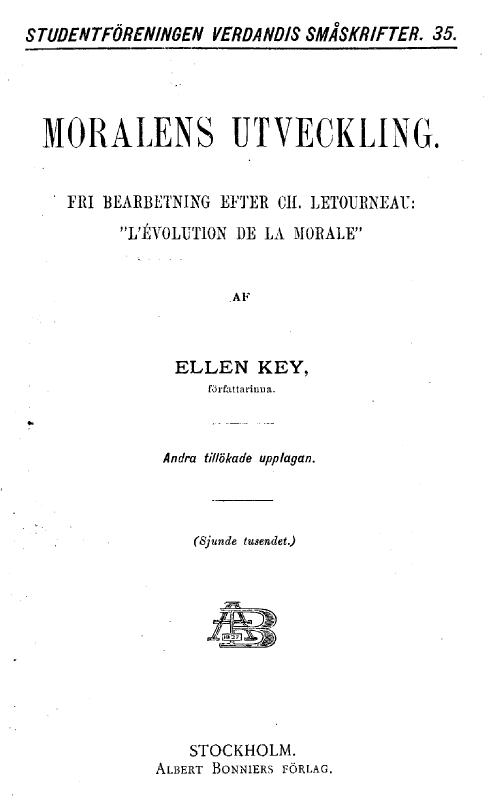 STUDENTFÖRENINGEN VERDANDIS SMÅSKRIFTER. 35.
MORALENS UTVECKLING.
FRI BEARBETNING EFTER CH. LETOURNEAU:
"L'ÉVOLUTION DE LA MORALE"
AF
ELLEN KEY,
författarinna.
Andra tillökade upplagan.
(Sjunde tusendet.)
AB
1837
STOCKHOLM.
ALBERT BONNIERS FÖRLAG.